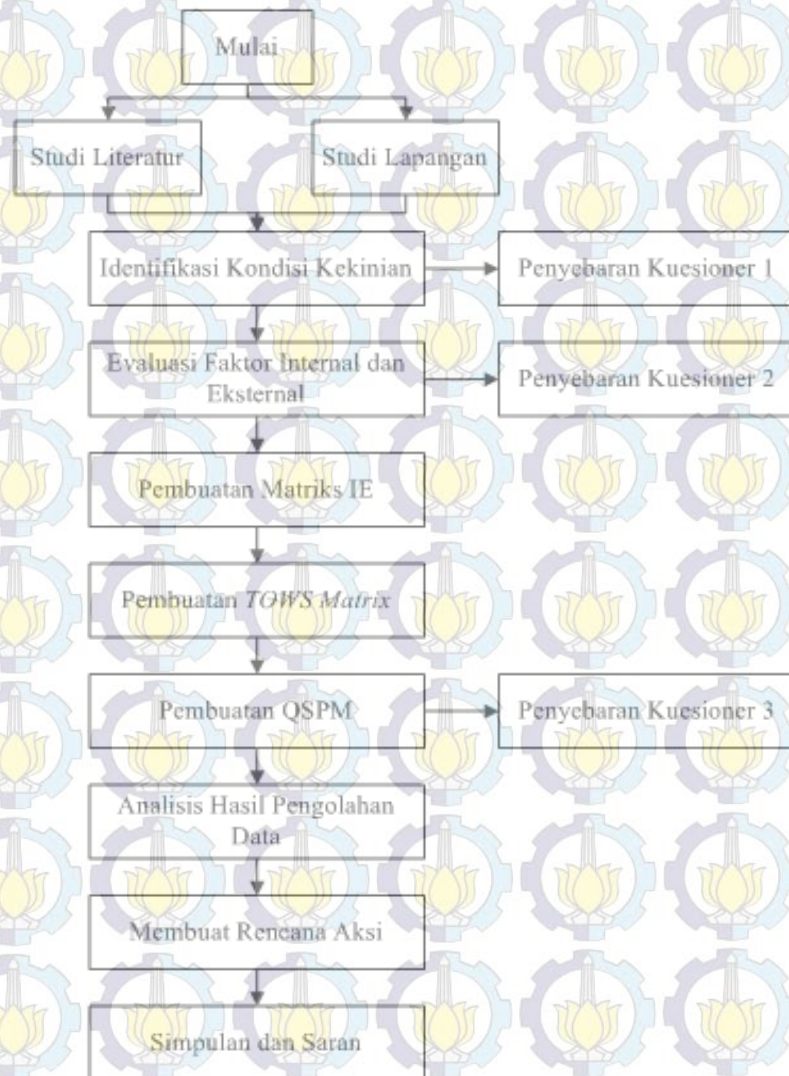 Mulai
Studi Literatur
Studi Lapangan
Identifikasi Kondisi Kekinian
Penyebaran Kuesioner 1
Evaluasi Faktor Internal dan
Eksternal
Penyebaran Kuesioner 2
Pembuatan Matriks IE
Pembuatan TOWS Matrix
Pembuatan QSPM
Penyebaran Kuesioner 3
Analisis Hasil Pengolahan
Data
Membuat Rencana Aksi
Simpulan dan Saran